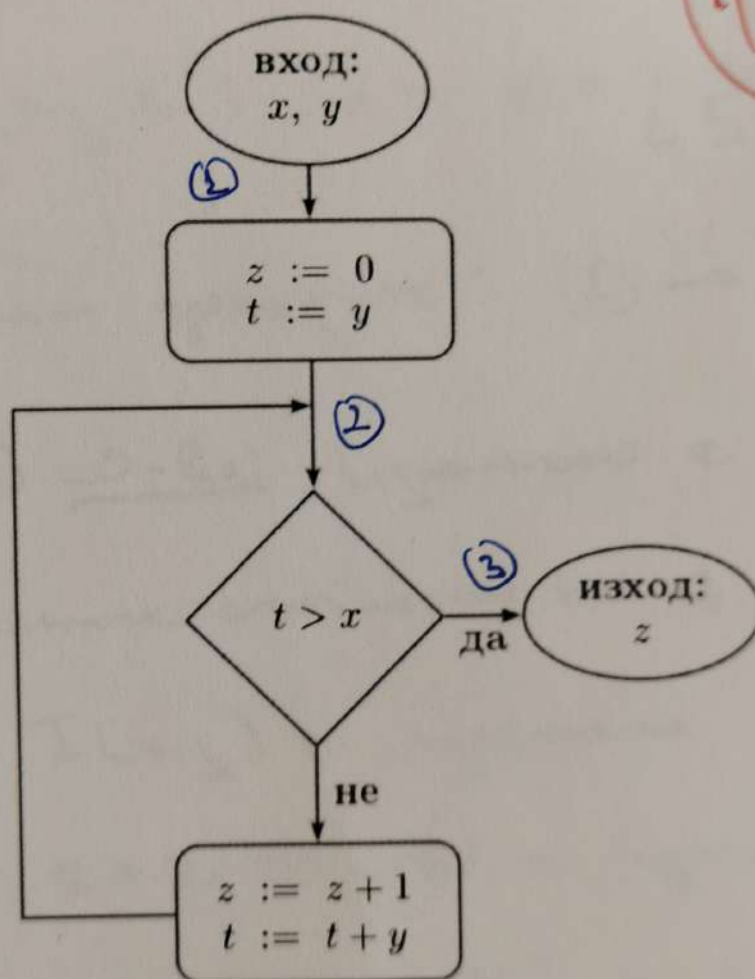 вход:
x, y
①
z := 0
t := y
②
t > x
③
да
изход:
z
не
z := z + 1
t := t + y